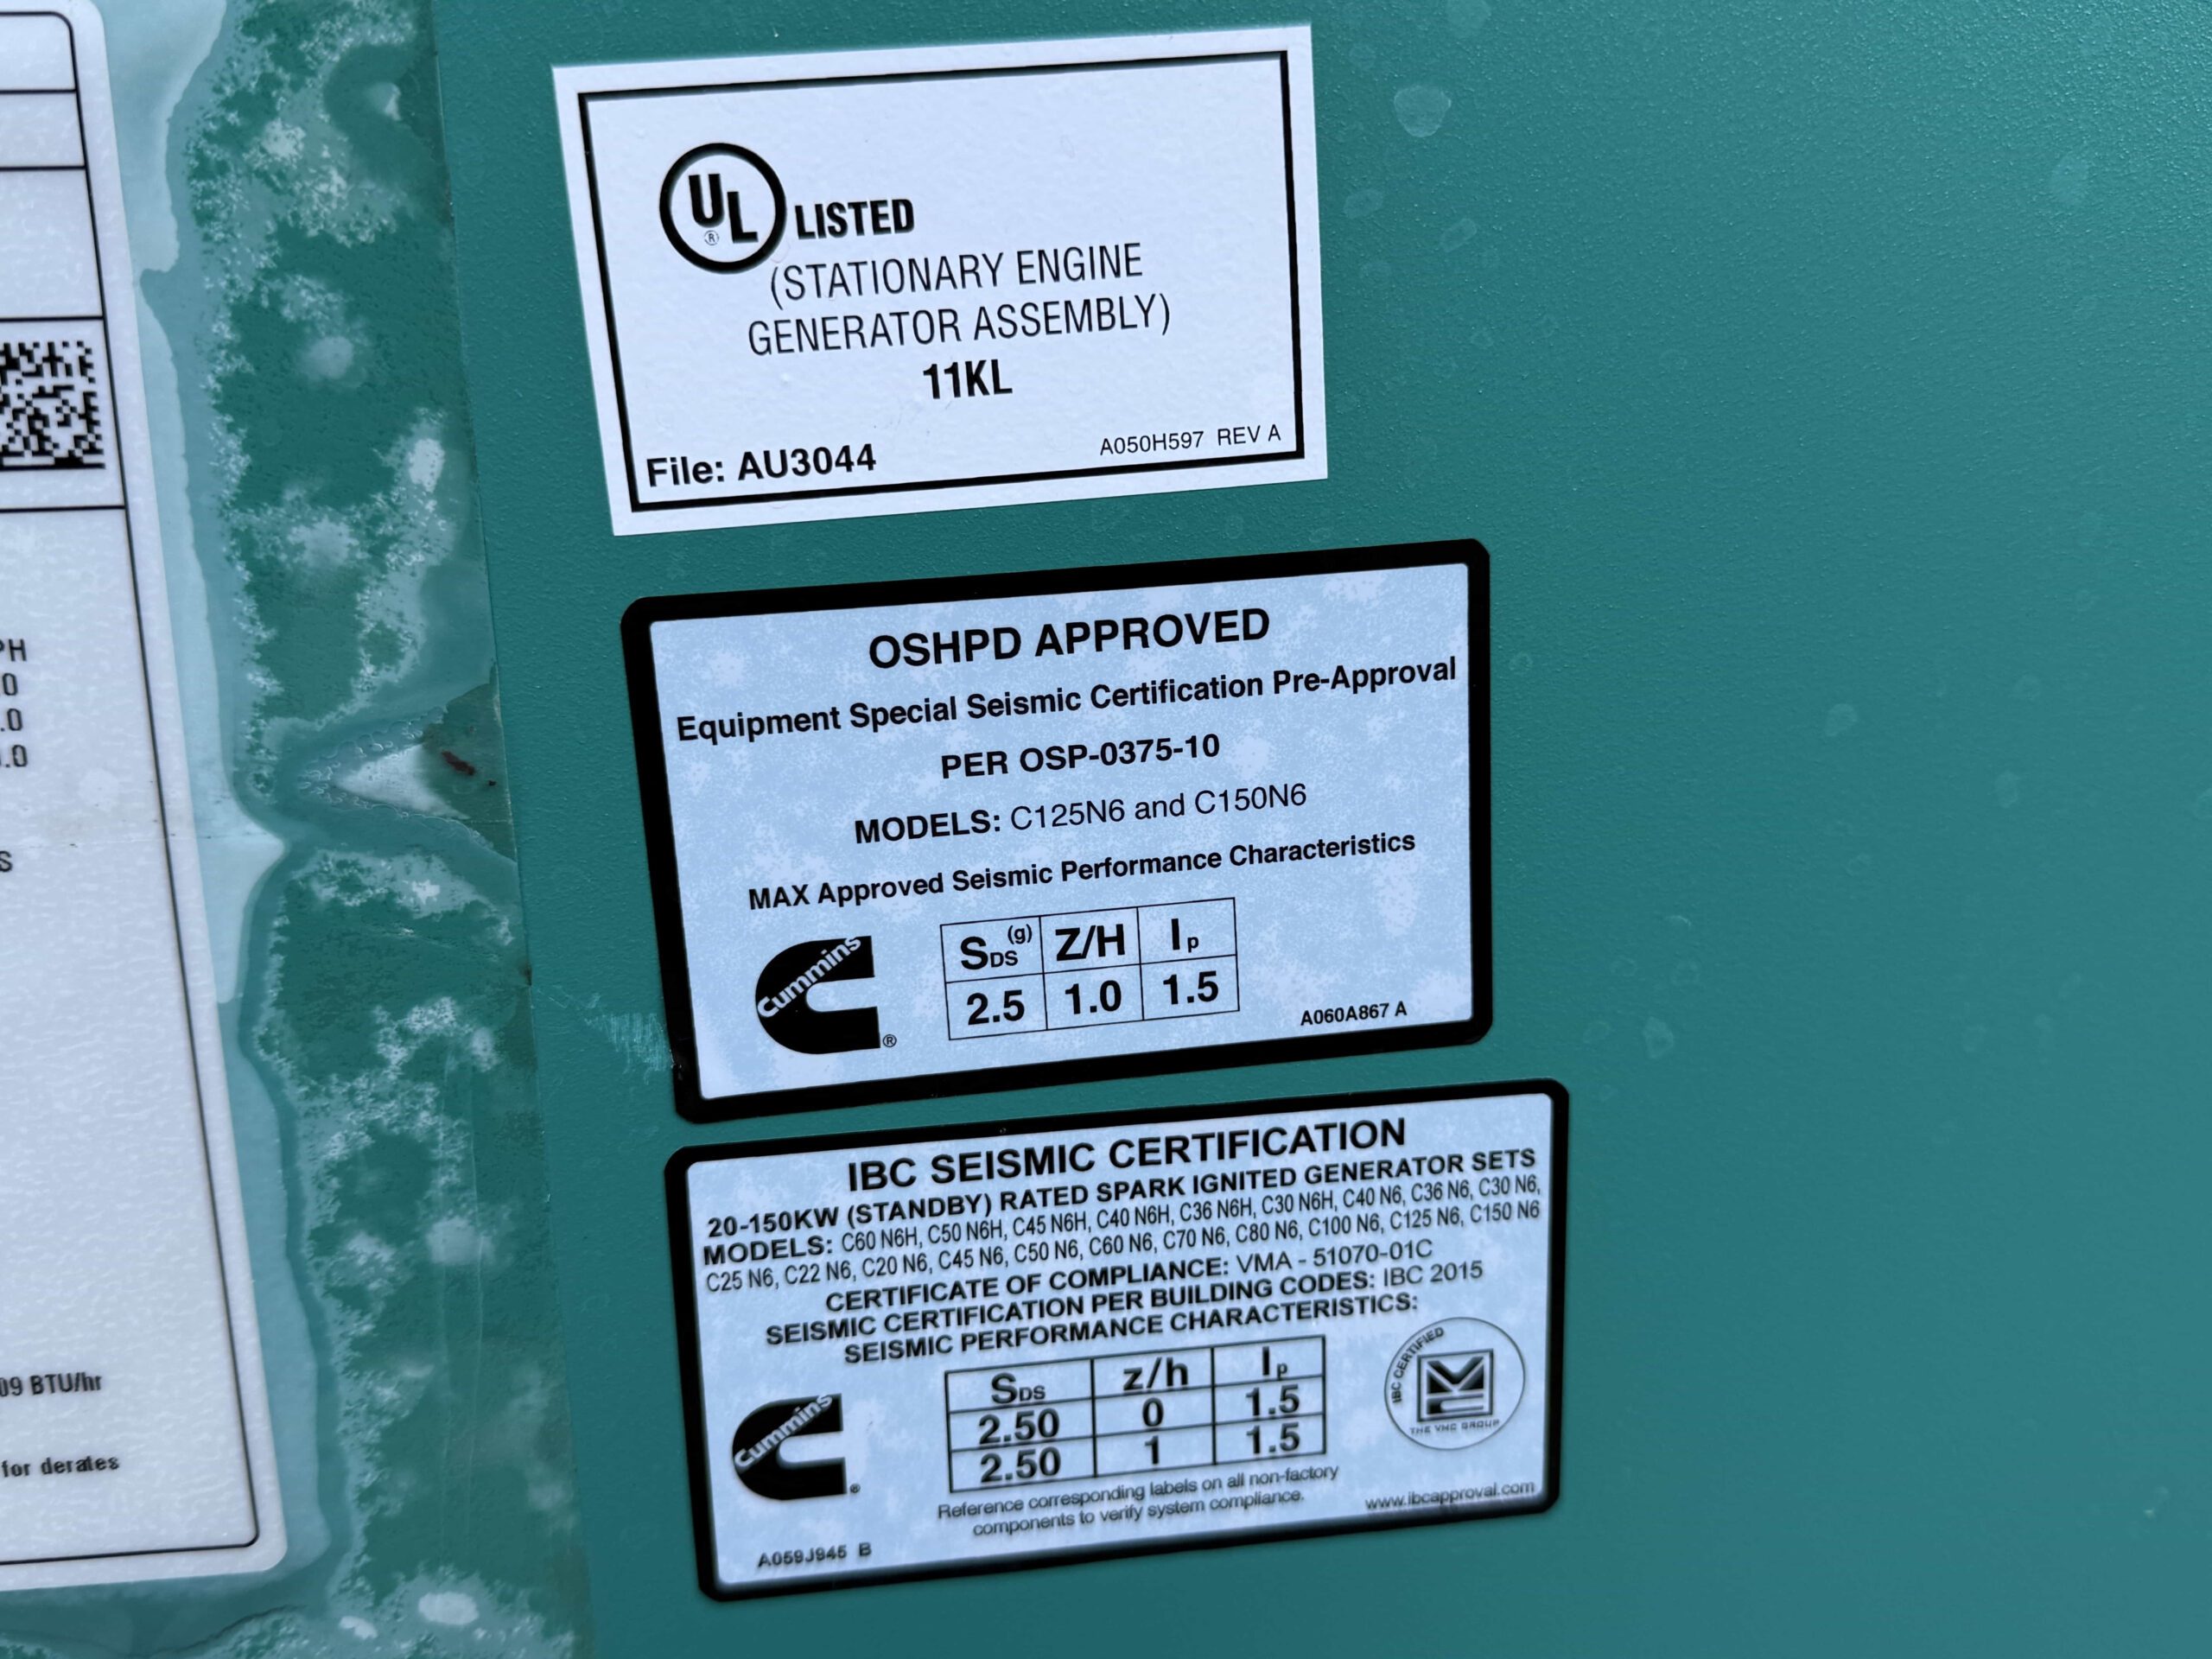 PH
0
.0
.0
S
09 BTU/hr
for derates
UL
®
LISTED
(STATIONARY ENGINE
GENERATOR ASSEMBLY)
11KL
File: AU3044
A050H597 REV A
OSHPD APPROVED
Equipment Special Seismic Certification Pre-Approval
PER OSP-0375-10
MODELS: C125N6 and C150N6
MAX Approved Seismic Performance Characteristics
Cummins
®
SDS(g) Z/H Ip
2.5 1.0 1.5
A060A867 A
IBC SEISMIC CERTIFICATION
20-150KW (STANDBY) RATED SPARK IGNITED GENERATOR SETS
MODELS: C60 N6H, C50 N6H, C45 N6H, C40 N6H, C36 N6H, C30 N6H, C40 N6, C36 N6, C30 N6,
C25 N6, C22 N6, C20 N6, C45 N6, C50 N6, C60 N6, C70 N6, C80 N6, C100 N6, C125 N6, C150 N6
CERTIFICATE OF COMPLIANCE: VMA - 51070-01C
SEISMIC CERTIFICATION PER BUILDING CODES: IBC 2015
SEISMIC PERFORMANCE CHARACTERISTICS:
Cummins
®
SDS z/h Ip
2.50 0 1.5
2.50 1 1.5
IBC CERTIFIED
THE VMC GROUP
Reference corresponding labels on all non-factory
components to verify system compliance.
www.ibcapproval.com
A059J945 B